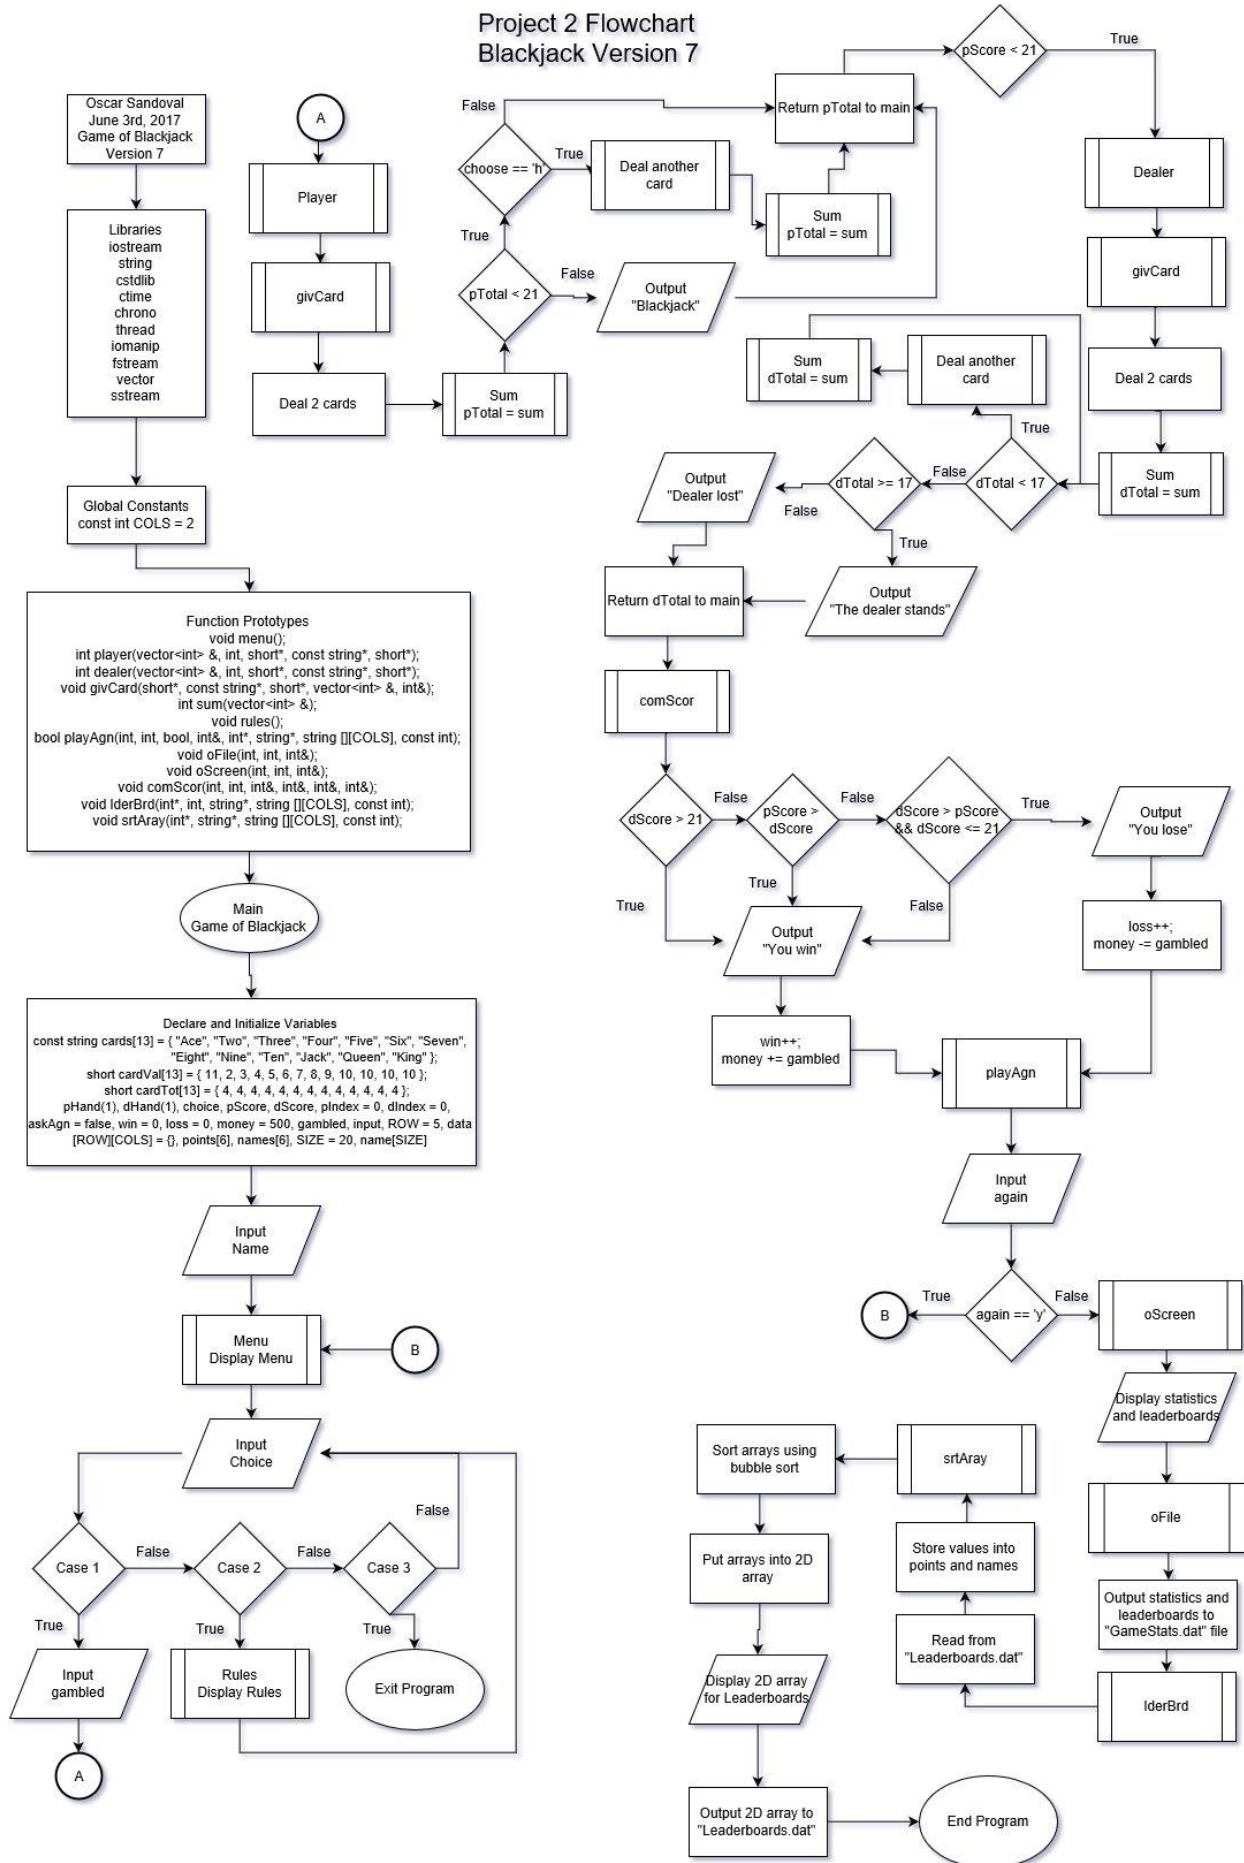 Project 2 Flowchart
Blackjack Version 7
Oscar Sandoval
June 3rd, 2017
Game of Blackjack
Version 7
Libraries
iostream
string
cstdlib
ctime
chrono
thread
iomanip
fstream
vector
sstream
Global Constants
const int COLS = 2
Function Prototypes
void menu();
int player(vector<int> &, int, short*, const string*, short*);
int dealer(vector<int> &, int, short*, const string*, short*);
void givCard(short*, const string*, short*, vector<int> &, int&);
int sum(vector<int> &);
void rules();
bool playAgn(int, int, bool, int&, int*, string*, string [][COLS], const int);
void oFile(int, int, int&);
void oScreen(int, int, int&);
void comScor(int, int, int&, int&, int&, int&);
void lderBrd(int*, int, string*, string [][COLS], const int);
void srtAray(int*, string*, string [][COLS], const int);
Main
Game of Blackjack
Declare and Initialize Variables
const string cards[13] = { "Ace", "Two", "Three", "Four", "Five", "Six", "Seven",
"Eight", "Nine", "Ten", "Jack", "Queen", "King" };
short cardVal[13] = { 11, 2, 3, 4, 5, 6, 7, 8, 9, 10, 10, 10, 10 };
short cardTot[13] = { 4, 4, 4, 4, 4, 4, 4, 4, 4, 4, 4, 4, 4 };
pHand(1), dHand(1), choice, pScore, dScore, pIndex = 0, dIndex = 0,
askAgn = false, win = 0, loss = 0, money = 500, gambled, input, ROW = 5, data
[ROW][COLS] = {}, points[6], names[6], SIZE = 20, name[SIZE]
Input
Name
Menu
Display Menu
B
Input
Choice
Case 1
False
Case 2
False
Case 3
False
True
True
True
Input
gambled
Rules
Display Rules
Exit Program
A
A
Player
givCard
Deal 2 cards
Sum
pTotal = sum
pTotal < 21
True
False
Output
"Blackjack"
choose == 'h'
False
True
Deal another
card
Sum
pTotal = sum
Return pTotal to main
pScore < 21
True
Dealer
givCard
Deal 2 cards
Sum
dTotal = sum
dTotal < 17
True
Deal another
card
Sum
dTotal = sum
False
dTotal >= 17
False
Output
"Dealer lost"
True
Output
"The dealer stands"
Return dTotal to main
comScor
dScore > 21
False
pScore >
dScore
False
dScore > pScore
&& dScore <= 21
True
Output
"You lose"
True
True
False
Output
"You win"
loss++;
money -= gambled
win++;
money += gambled
playAgn
Input
again
again == 'y'
True
B
False
oScreen
Display statistics
and leaderboards
oFile
Output statistics and
leaderboards to
"GameStats.dat" file
lderBrd
Read from
"Leaderboards.dat"
Store values into
points and names
srtAray
Sort arrays using
bubble sort
Put arrays into 2D
array
Display 2D array
for Leaderboards
Output 2D array to
"Leaderboards.dat"
End Program